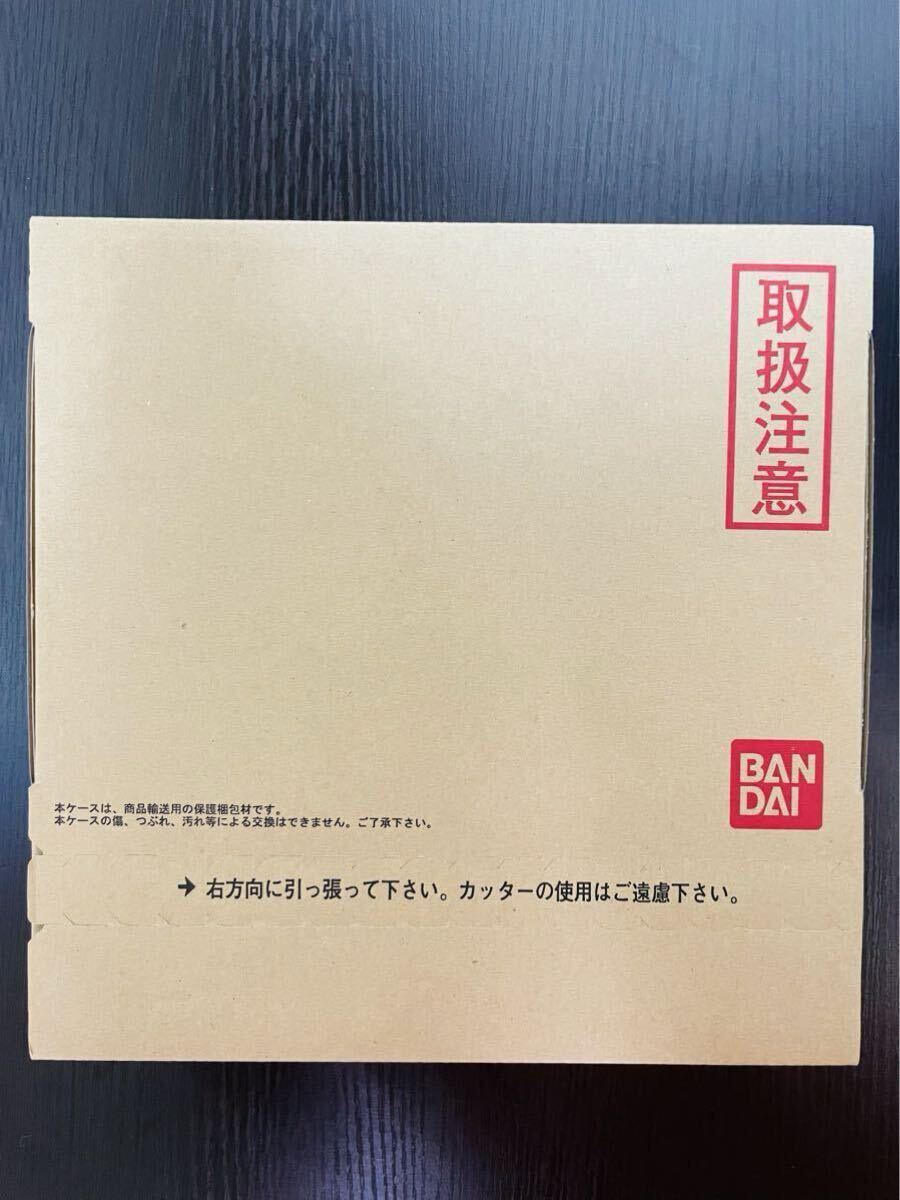 取扱注意
BAN
DAI
本ケースは、商品輸送用の保護梱包材です。
本ケースの傷、つぶれ、汚れ等による交換はできません。ご了承下さい。
→ 右方向に引っ張って下さい。カッターの使用はご遠慮下さい。